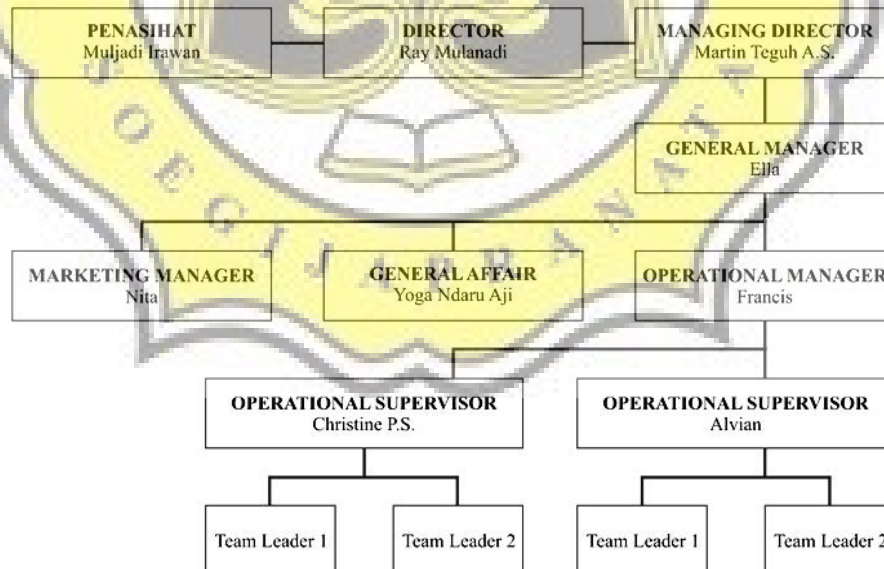 PENASIHAT
Muljadi Irawan
DIRECTOR
Ray Mulanadi
MANAGING DIRECTOR
Martin Teguh A.S.
GENERAL MANAGER
Ella
SOEGIJAPRANATA
MARKETING MANAGER
Nita
GENERAL AFFAIR
Yoga Ndaru Aji
OPERATIONAL MANAGER
Francis
OPERATIONAL SUPERVISOR
Christine P.S.
OPERATIONAL SUPERVISOR
Alvian
Team Leader 1
Team Leader 2
Team Leader 1
Team Leader 2